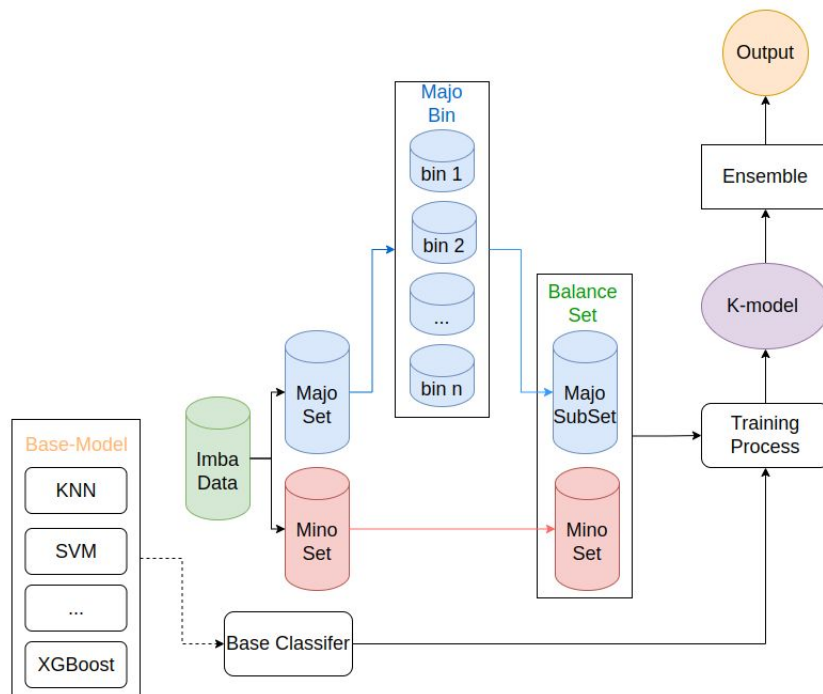 Output
Majo
Bin
bin 1
Ensemble
bin 2
Balance
Set
K-model
...
bin n
Majo
Set
Majo
SubSet
Training
Process
Base-Model
Imba
Data
KNN
SVM
Mino
Set
Mino
Set
...
Base Classifer
XGBoost